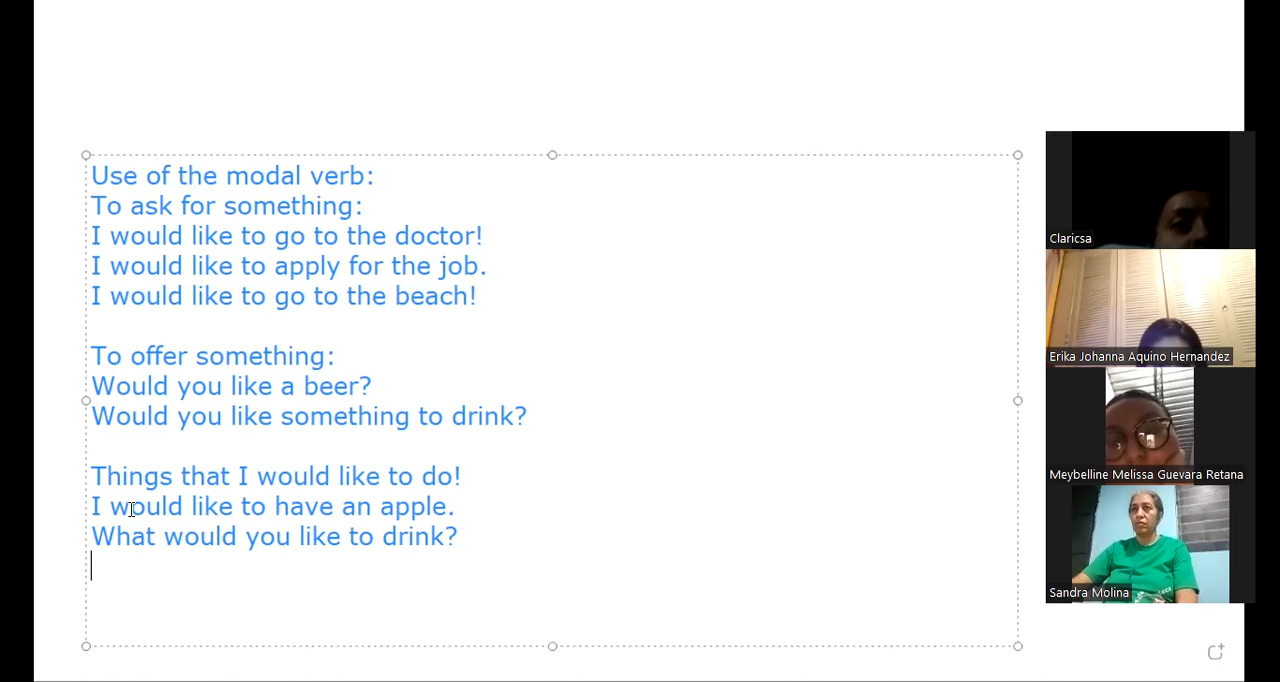 Use of the modal verb:
To ask for something:
I would like to go to the doctor!
I would like to apply for the job.
I would like to go to the beach!
To offer something:
Would you like a beer?
Would you like something to drink?
Things that I would like to do!
I would like to have an apple.
What would you like to drink?
Claricsa
Erika Johanna Aquino Hernandez
Meybelline Melissa Guevara Retana
Sandra Molina